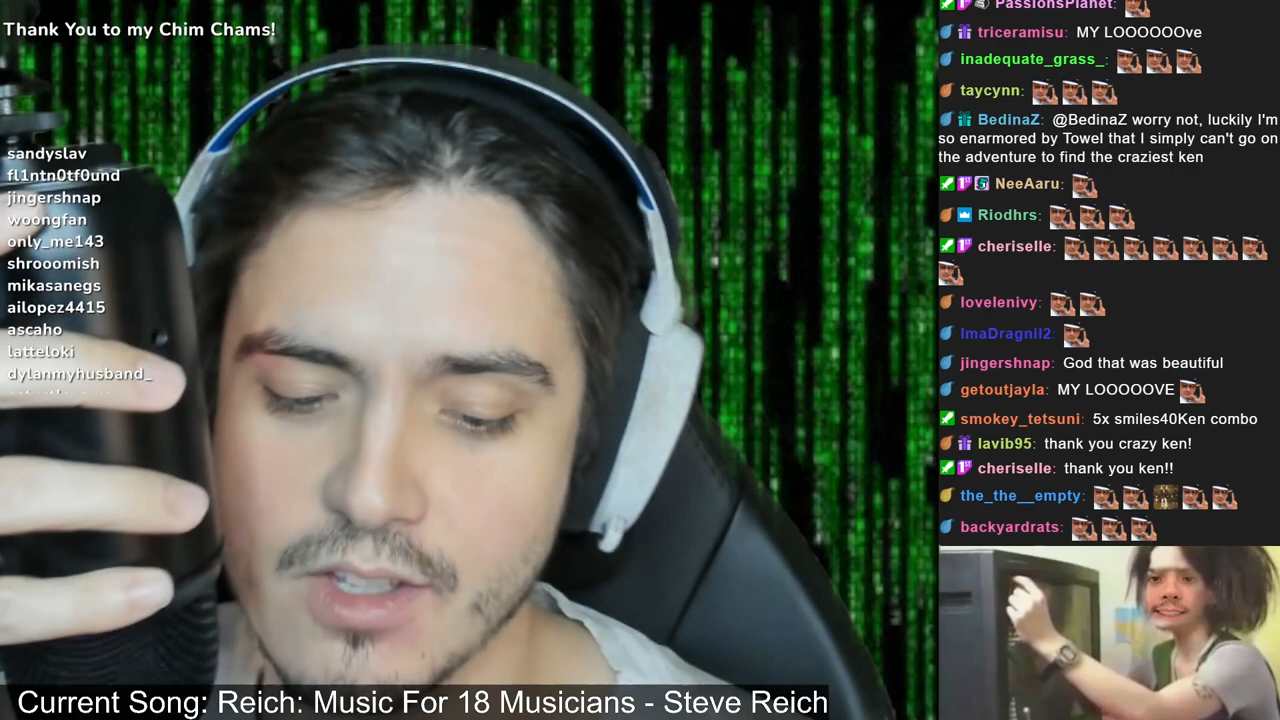 Thank You to my Chim Chams!
sandyslav
fl1ntn0tf0und
jingershnap
woongfan
only_me143
shrooomish
mikasanegs
ailopez4415
ascaho
latteloki
dylanmyhusband_
PassionsPlanet:
triceramisu: MY LOOOOOOve
inadequate_grass_:
taycynn:
BedinaZ: @BedinaZ worry not, luckily I'm
so enarmored by Towel that I simply can't go on
the adventure to find the craziest ken
NeeAaru:
Riodhrs:
cheriselle:
lovelenivy:
jingershnap: God that was beautiful
getoutjayla: MY LOOOOOVE
smokey_tetsuni: 5x smiles40Ken combo
lavib95: thank you crazy ken!
cheriselle: thank you ken!!
the_the__empty:
backyardrats:
Current Song: Reich: Music For 18 Musicians - Steve Reich